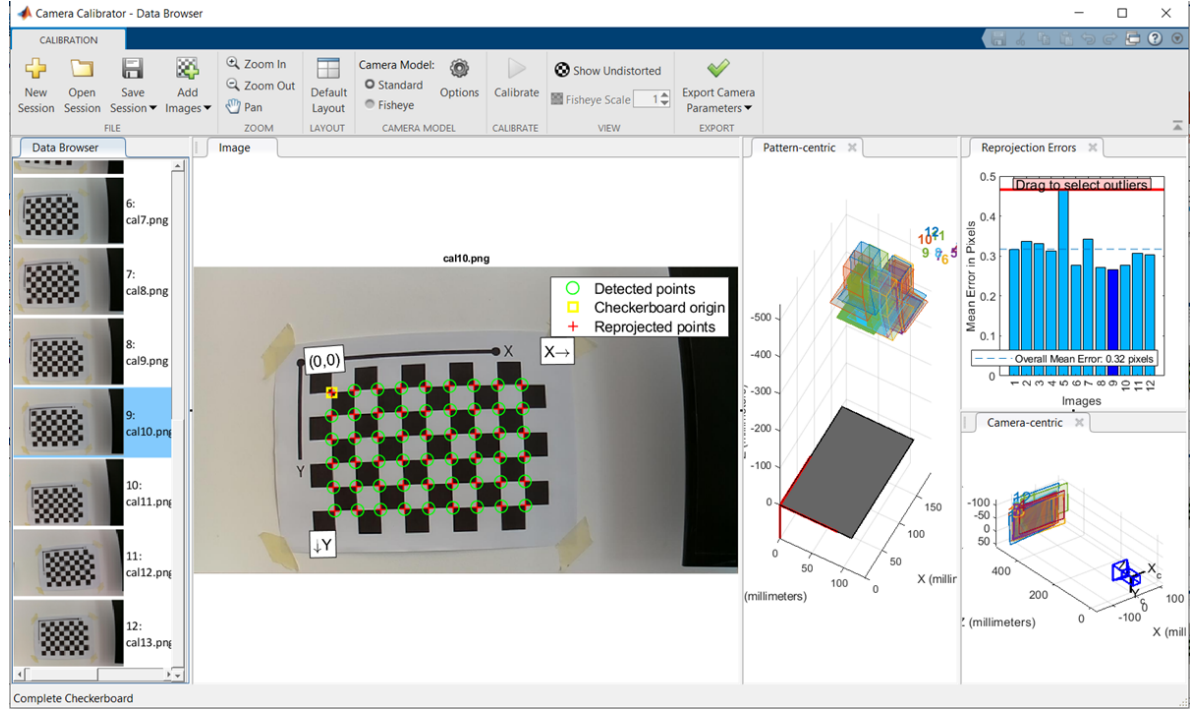 Camera Calibrator - Data Browser
CALIBRATION
New Session
Open Session
Save Session
Add Images
FILE
Zoom In
Zoom Out
Pan
ZOOM
Default Layout
LAYOUT
Camera Model:
Standard
Fisheye
Options
CAMERA MODEL
Calibrate
CALIBRATE
Show Undistorted
Fisheye Scale 1
VIEW
Export Camera Parameters
EXPORT
Data Browser
6:
cal7.png
7:
cal8.png
8:
cal9.png
9:
cal10.png
10:
cal11.png
11:
cal12.png
12:
cal13.png
Image
cal10.png
Detected points
Checkerboard origin
Reprojected points
(0,0)
X
X→
Y
↓Y
Pattern-centric
12
11
10
9
8
6
5
-500
-400
-300
-200
-100
0
0
50
100
0
50
100
150
X (millir
(millimeters)
Reprojection Errors
Drag to select outliers
Mean Error in Pixels
0.5
0.4
0.3
0.2
0.1
0
Overall Mean Error: 0.32 pixels
1 2 3 4 5 6 7 8 9 10 11 12
Images
Camera-centric
-100
-50
0
50
400
200
0
-100
0
100
Xc
Yc
(millimeters)
X (mill
Complete Checkerboard